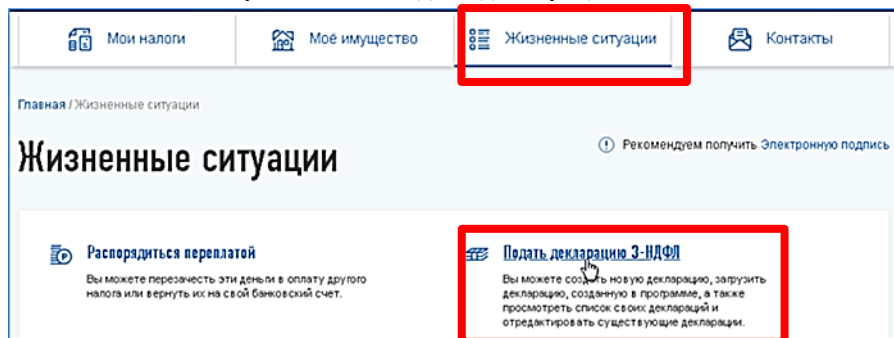 Мои налоги
Моё имущество
Жизненные ситуации
Контакты
Главная / Жизненные ситуации
Жизненные ситуации
Рекомендуем получить Электронную подпись
Распорядиться переплатой
Вы можете перезачесть эти деньги в оплату другого
налога или вернуть их на свой банковский счет.
Подать декларацию 3-НДФЛ
Вы можете создать новую декларацию, загрузить
декларацию, созданную в программе, а также
просмотреть список своих деклараций и
отредактировать существующие декларации.